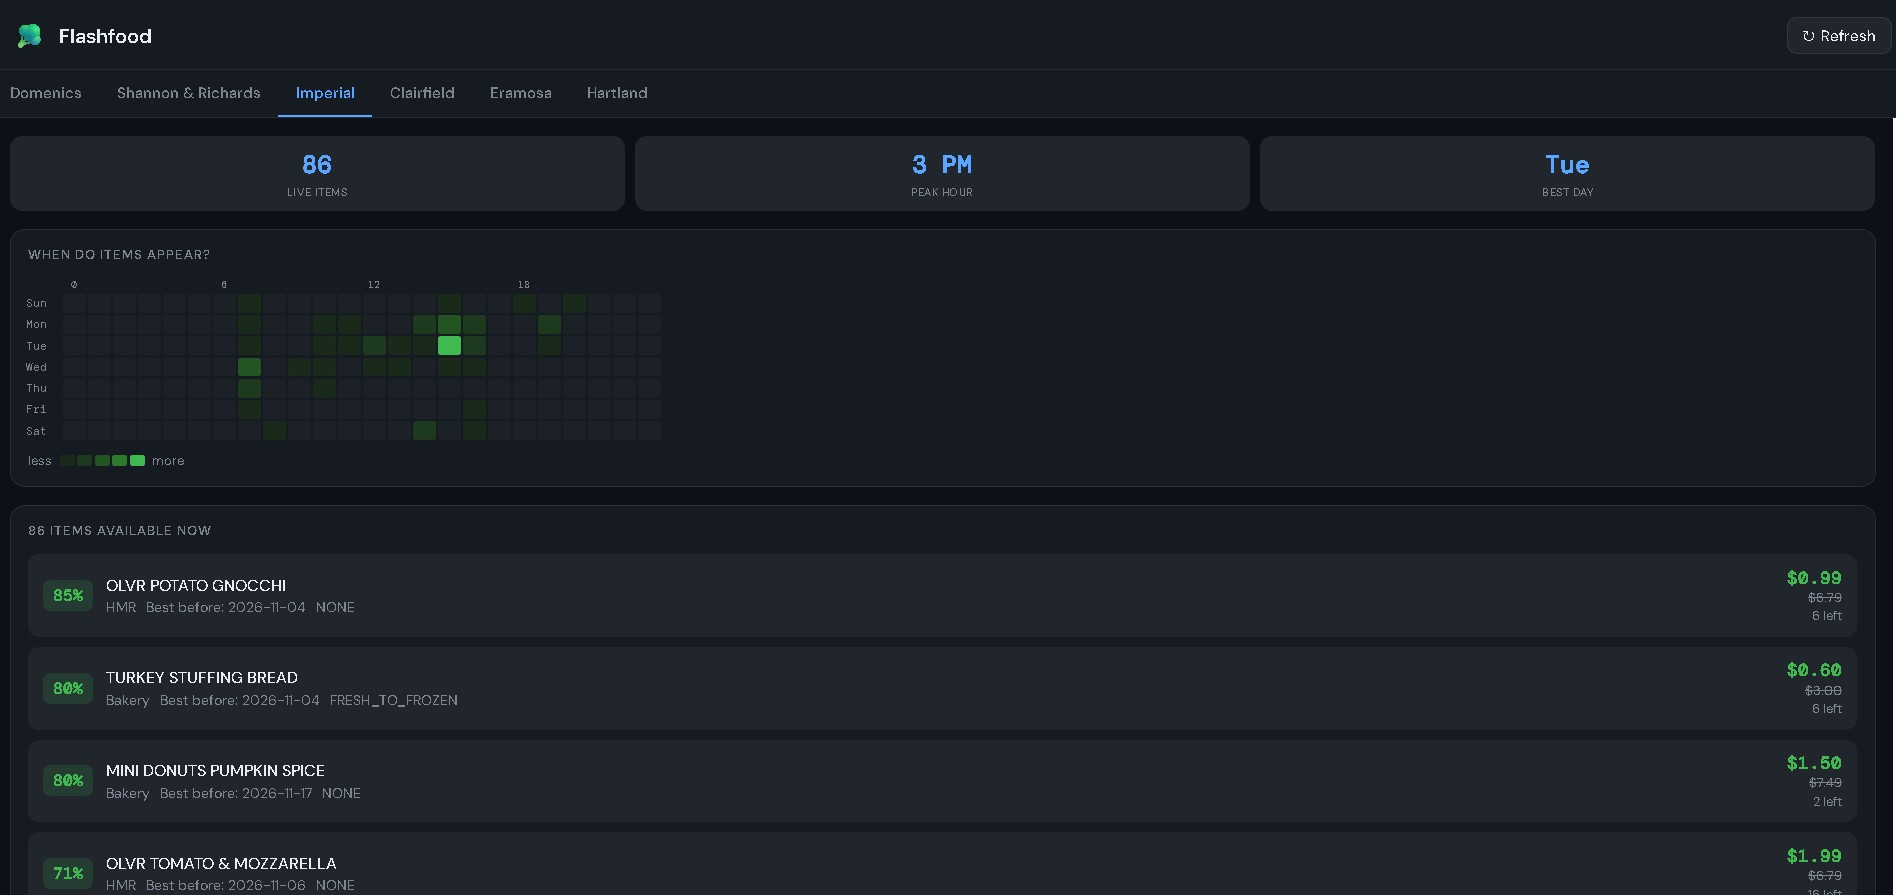 Flashfood
↻ Refresh
Domenics Shannon & Richards Imperial Clairfield Eramosa Hartland
86
LIVE ITEMS
3 PM
PEAK HOUR
Tue
BEST DAY
WHEN DO ITEMS APPEAR?
0 6 12 18
Sun
Mon
Tue
Wed
Thu
Fri
Sat
less more
86 ITEMS AVAILABLE NOW
85%
OLVR POTATO GNOCCHI
HMR Best before: 2026-11-04 NONE
$0.99
$6.79
6 left
80%
TURKEY STUFFING BREAD
Bakery Best before: 2026-11-04 FRESH_TO_FROZEN
$0.60
$3.00
6 left
80%
MINI DONUTS PUMPKIN SPICE
Bakery Best before: 2026-11-17 NONE
$1.50
$7.49
2 left
71%
OLVR TOMATO & MOZZARELLA
HMR Best before: 2026-11-06 NONE
$1.99
$6.79
16 left